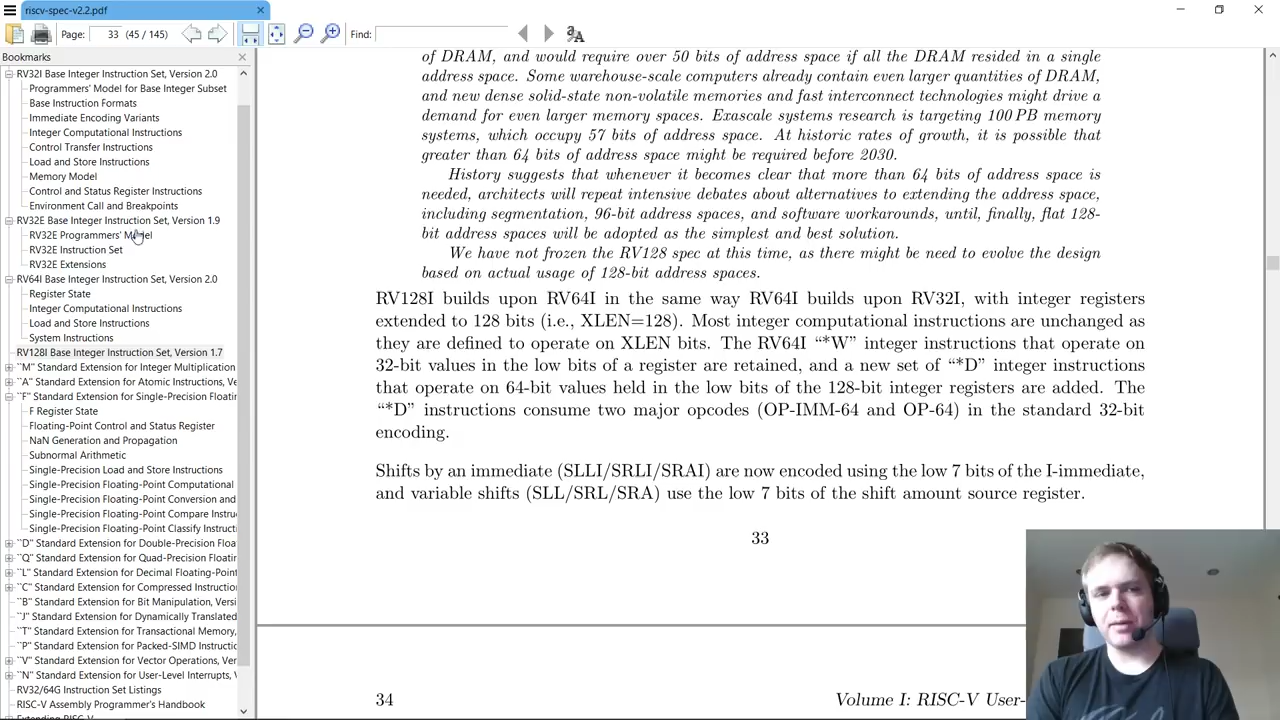 riscv-spec-v2.2.pdf
Page: 33 (45 / 145) Find:
Bookmarks
RV32I Base Integer Instruction Set, Version 2.0
Programmers' Model for Base Integer Subset
Base Instruction Formats
Immediate Encoding Variants
Integer Computational Instructions
Control Transfer Instructions
Load and Store Instructions
Memory Model
Control and Status Register Instructions
Environment Call and Breakpoints
RV32E Base Integer Instruction Set, Version 1.9
RV32E Programmers' Model
RV32E Instruction Set
RV32E Extensions
RV64I Base Integer Instruction Set, Version 2.0
Register State
Integer Computational Instructions
Load and Store Instructions
System Instructions
RV128I Base Integer Instruction Set, Version 1.7
``M'' Standard Extension for Integer Multiplication
``A'' Standard Extension for Atomic Instructions, Ve
``F'' Standard Extension for Single-Precision Floatin
F Register State
Floating-Point Control and Status Register
NaN Generation and Propagation
Subnormal Arithmetic
Single-Precision Load and Store Instructions
Single-Precision Floating-Point Computational
Single-Precision Floating-Point Conversion and
Single-Precision Floating-Point Compare Instru
Single-Precision Floating-Point Classify Instruct
``D'' Standard Extension for Double-Precision Floa
``Q'' Standard Extension for Quad-Precision Floatin
``L'' Standard Extension for Decimal Floating-Point
``C'' Standard Extension for Compressed Instructio
``B'' Standard Extension for Bit Manipulation, Versi
``J'' Standard Extension for Dynamically Translated
``T'' Standard Extension for Transactional Memory,
``P'' Standard Extension for Packed-SIMD Instructic
``V'' Standard Extension for Vector Operations, Ver
``N'' Standard Extension for User-Level Interrupts, V
RV32/64G Instruction Set Listings
RISC-V Assembly Programmer's Handbook
Extending RISC-V
of DRAM, and would require over 50 bits of address space if all the DRAM resided in a single
address space. Some warehouse-scale computers already contain even larger quantities of DRAM,
and new dense solid-state non-volatile memories and fast interconnect technologies might drive a
demand for even larger memory spaces. Exascale systems research is targeting 100 PB memory
systems, which occupy 57 bits of address space. At historic rates of growth, it is possible that
greater than 64 bits of address space might be required before 2030.
History suggests that whenever it becomes clear that more than 64 bits of address space is
needed, architects will repeat intensive debates about alternatives to extending the address space,
including segmentation, 96-bit address spaces, and software workarounds, until, finally, flat 128-
bit address spaces will be adopted as the simplest and best solution.
We have not frozen the RV128 spec at this time, as there might be need to evolve the design
based on actual usage of 128-bit address spaces.
RV128I builds upon RV64I in the same way RV64I builds upon RV32I, with integer registers
extended to 128 bits (i.e., XLEN=128). Most integer computational instructions are unchanged as
they are defined to operate on XLEN bits. The RV64I “*W” integer instructions that operate on
32-bit values in the low bits of a register are retained, and a new set of “*D” integer instructions
that operate on 64-bit values held in the low bits of the 128-bit integer registers are added. The
“*D” instructions consume two major opcodes (OP-IMM-64 and OP-64) in the standard 32-bit
encoding.
Shifts by an immediate (SLLI/SRLI/SRAI) are now encoded using the low 7 bits of the I-immediate,
and variable shifts (SLL/SRL/SRA) use the low 7 bits of the shift amount source register.
33
34 Volume I: RISC-V User-